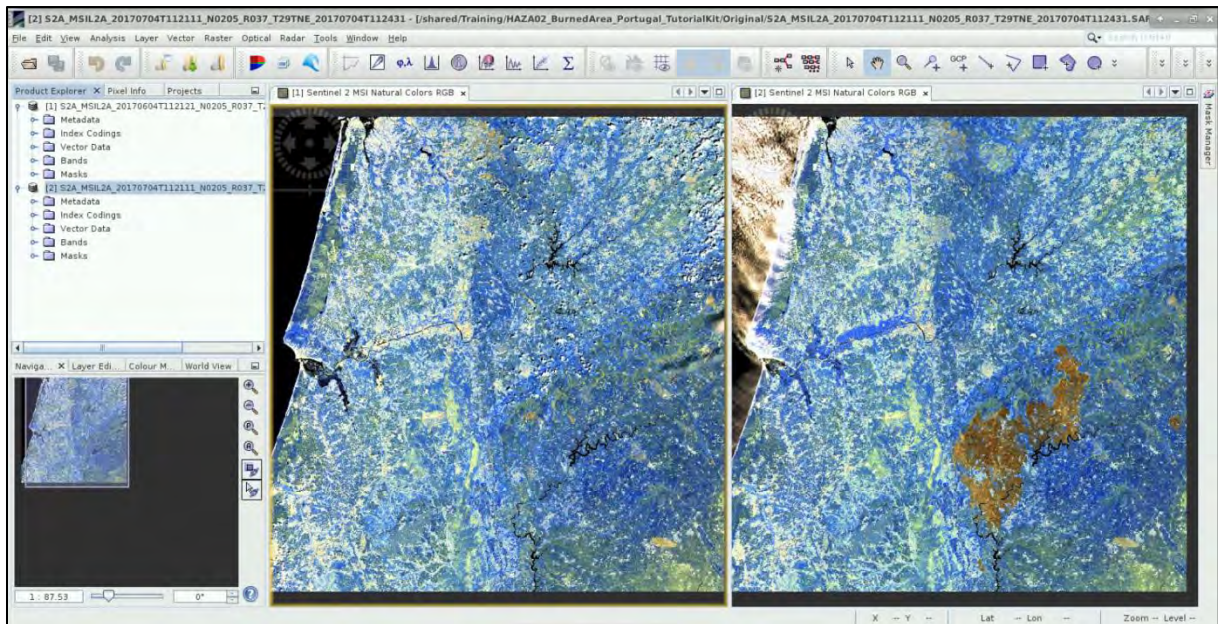 [2] S2A_MSIL2A_20170704T112111_N0205_R037_T29TNE_20170704T112431 - [/shared/Training/HAZA02_BurnedArea_Portugal_TutorialKit/Original/S2A_MSIL2A_20170704T112111_N0205_R037_T29TNE_20170704T112431.SAF
File Edit View Analysis Layer Vector Raster Optical Radar Tools Window Help
φ,λ Σ GCP
Product Explorer X Pixel Info Projects
[1] Sentinel 2 MSI Natural Colors RGB x
[2] Sentinel 2 MSI Natural Colors RGB x
[1] S2A_MSIL2A_20170604T112121_N0205_R037_T2
Metadata
Index Codings
Vector Data
Bands
Masks
[2] S2A_MSIL2A_20170704T112111_N0205_R037_T2
Metadata
Index Codings
Vector Data
Bands
Masks
Mask Manager
Naviga... X Layer Edi... Colour M... World View
1 : 87.53
0°
X -- Y -- Lat -- Lon -- Zoom -- Level --